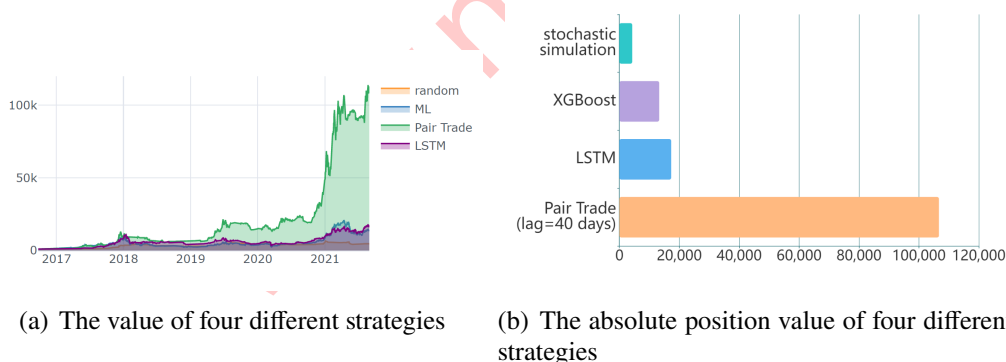 100k
50k
0
2017
2018
2019
2020
2021
random
ML
Pair Trade
LSTM
(a) The value of four different strategies
stochastic
simulation
XGBoost
LSTM
Pair Trade
(lag=40 days)
0
20,000
40,000
60,000
80,000
100,000
120,000
(b) The absolute position value of four differen
strategies